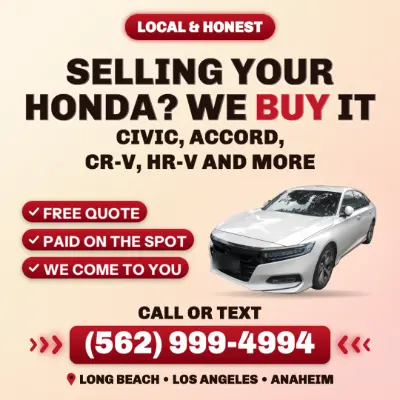 LOCAL & HONEST
SELLING YOUR
HONDA? WE BUY IT
CIVIC, ACCORD,
CR-V, HR-V AND MORE
FREE QUOTE
PAID ON THE SPOT
WE COME TO YOU
CALL OR TEXT
(562) 999-4994
LONG BEACH • LOS ANGELES • ANAHEIM